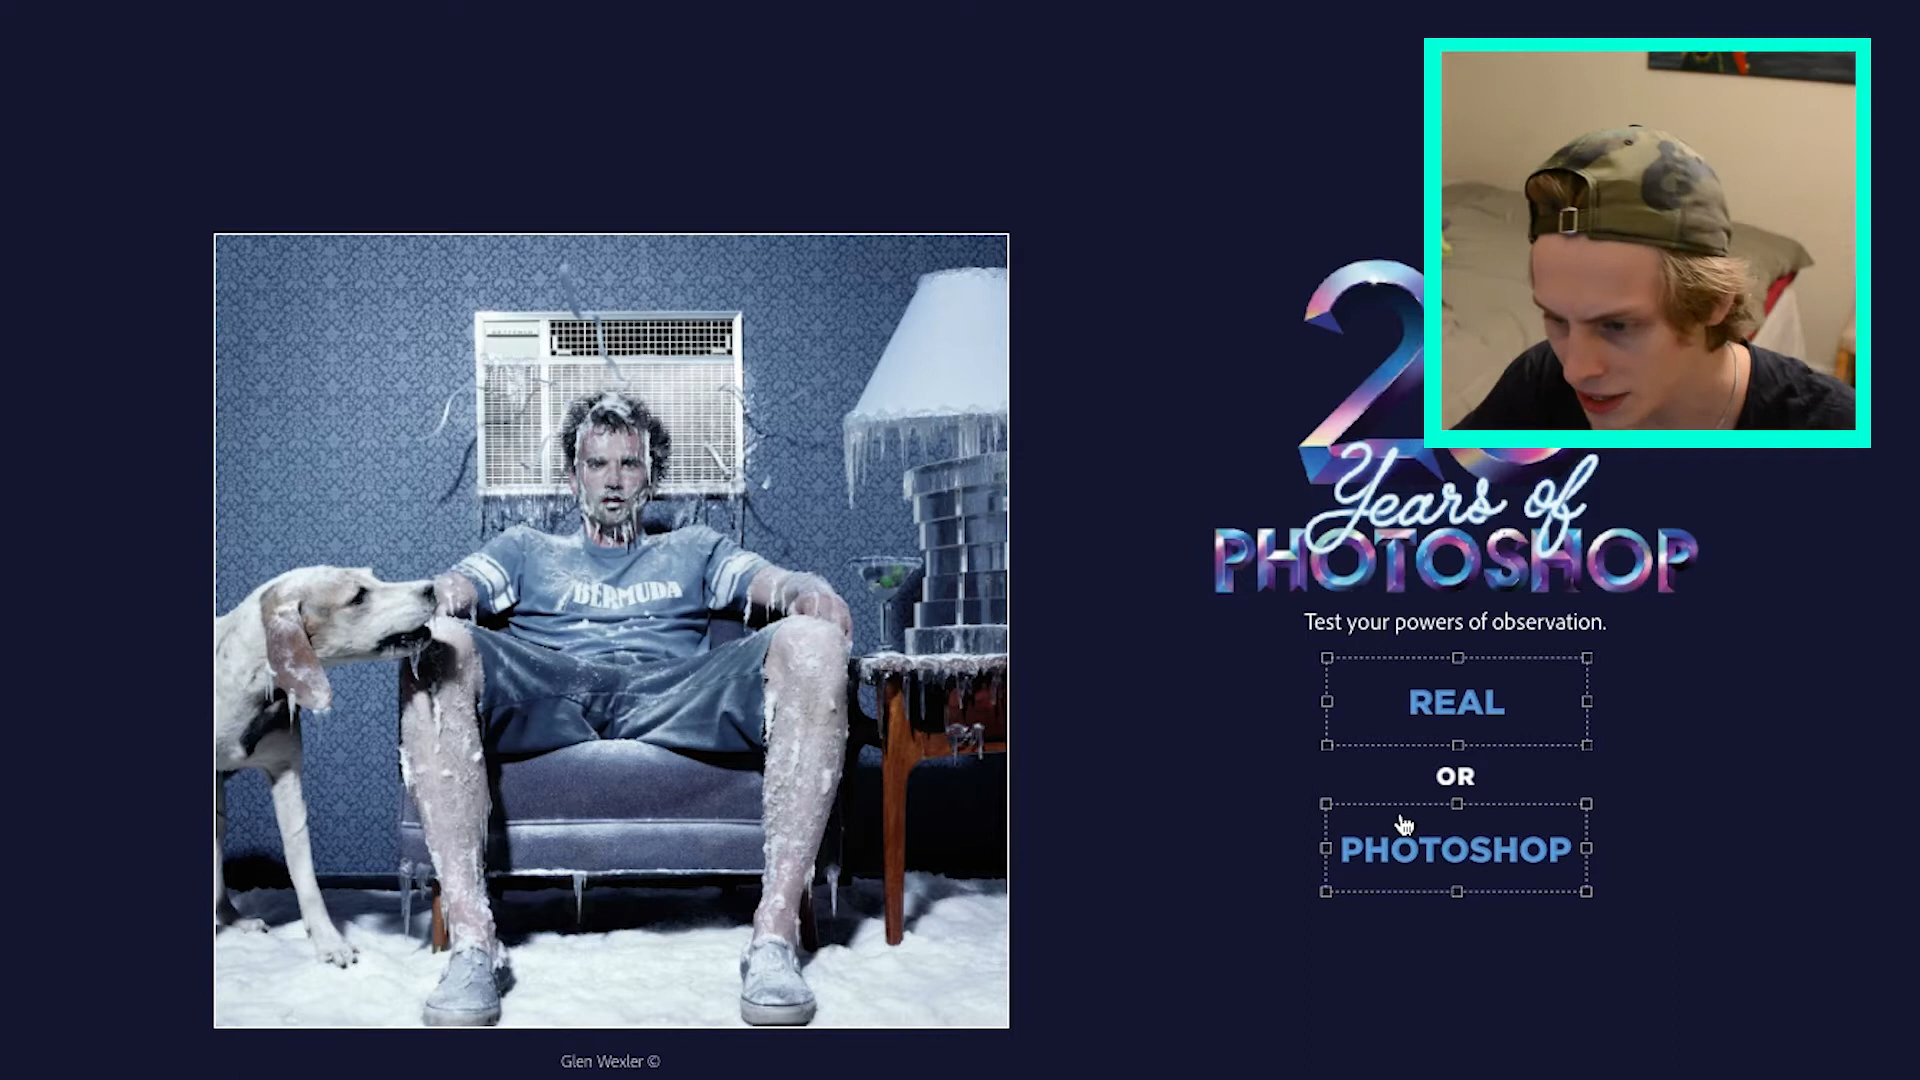 Years of
PHOTOSHOP
Test your powers of observation.
REAL
OR
PHOTOSHOP
BERMUDA
Glen Wexler ©